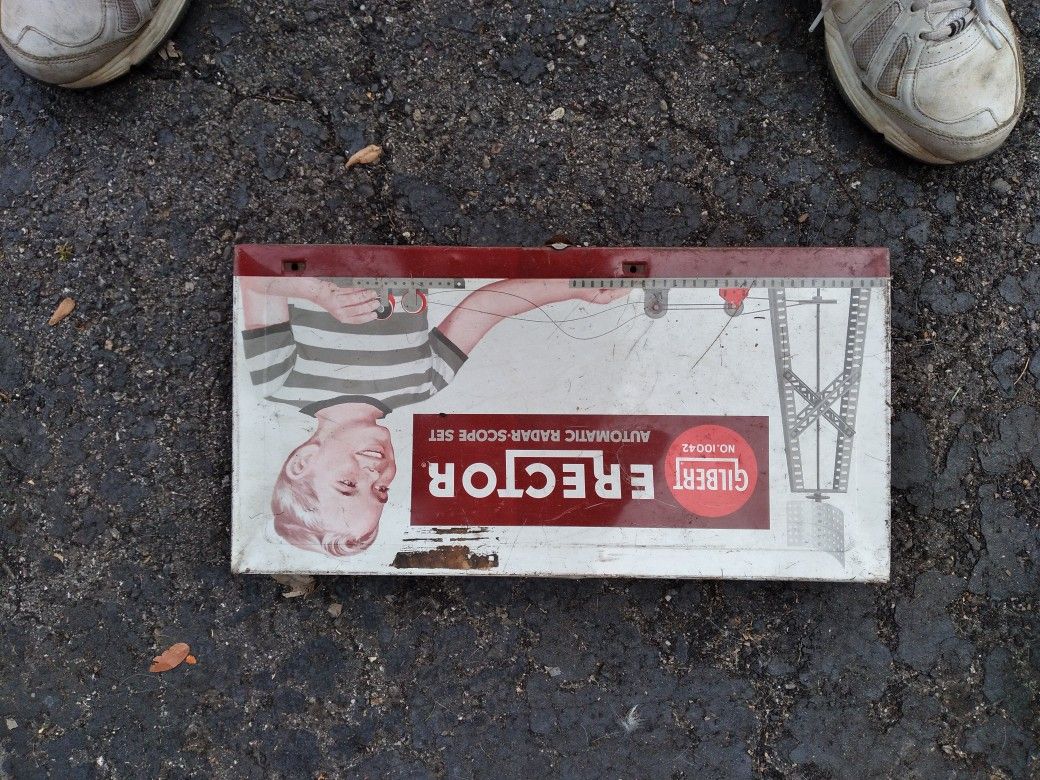 GILBERT
NO.10042
ERECTOR®
AUTOMATIC RADAR-SCOPE SET